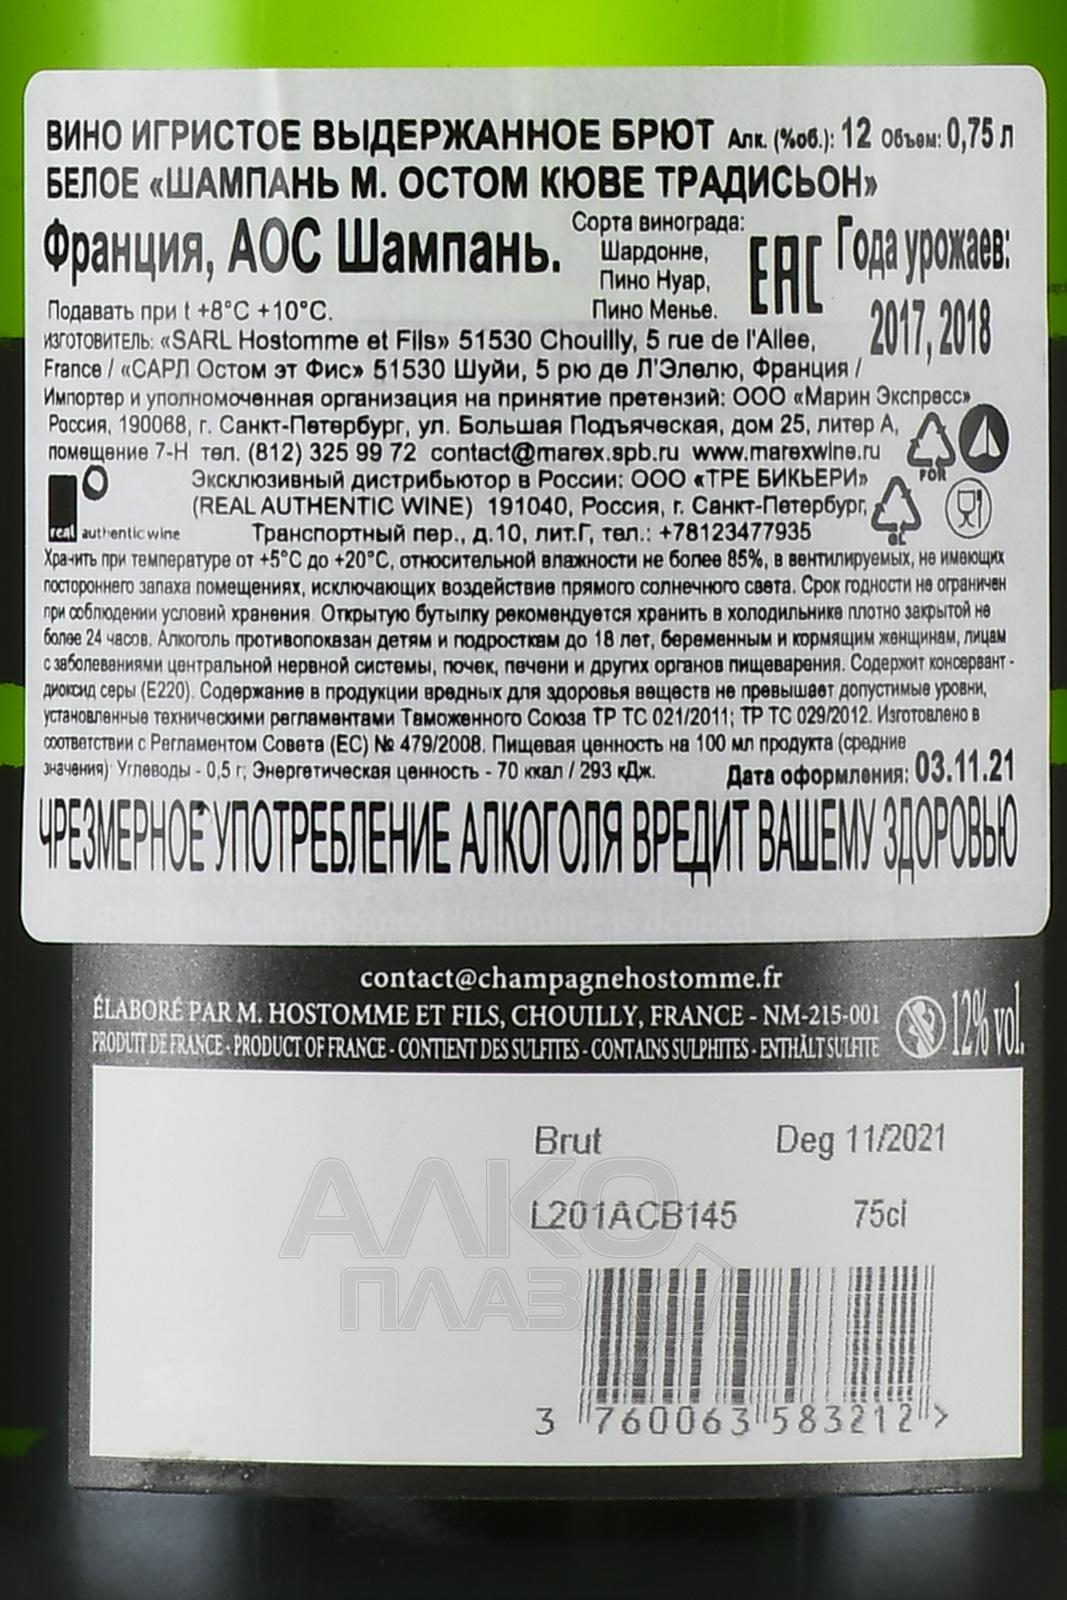 ВИНО ИГРИСТОЕ ВЫДЕРЖАННОЕ БРЮТ Алк. (%об.): 12 Объем: 0,75 л
БЕЛОЕ «ШАМПАНЬ М. ОСТОМ КЮВЕ ТРАДИСЬОН»
Франция, АОС Шампань.
Сорта винограда:
Шардонне,
Пино Нуар,
Пино Менье.
ЕАС
Года урожаев:
2017, 2018
Подавать при t +8°C +10°C.
ИЗГОТОВИТЕЛЬ: «SARL Hostomme et Fils» 51530 Chouilly, 5 rue de l'Allee,
France / «САРЛ Остом эт Фис» 51530 Шуйи, 5 рю де Л'Элелю, Франция /
Импортер и уполномоченная организация на принятие претензий: ООО «Марин Экспресс»
Россия, 190068, г. Санкт-Петербург, ул. Большая Подъяческая, дом 25, литер А,
помещение 7-Н тел. (812) 325 99 72 contact@marex.spb.ru www.marexwine.ru
FOR
real authentic wine
Эксклюзивный дистрибьютор в России: ООО «ТРЕ БИКЬЕРИ»
(REAL AUTHENTIC WINE) 191040, Россия, г. Санкт-Петербург,
Транспортный пер., д.10, лит.Г, тел.: +78123477935
GL
Хранить при температуре от +5°C до +20°C, относительной влажности не более 85%, в вентилируемых, не имеющих
постороннего запаха помещениях, исключающих воздействие прямого солнечного света. Срок годности не ограничен
при соблюдении условий хранения. Открытую бутылку рекомендуется хранить в холодильнике плотно закрытой не
более 24 часов. Алкоголь противопоказан детям и подросткам до 18 лет, беременным и кормящим женщинам, лицам
с заболеваниями центральной нервной системы, почек, печени и других органов пищеварения. Содержит консервант -
диоксид серы (Е220). Содержание в продукции вредных для здоровья веществ не превышает допустимые уровни,
установленные техническими регламентами Таможенного Союза ТР ТС 021/2011; ТР ТС 029/2012. Изготовлено в
соответствии с Регламентом Совета (ЕС) № 479/2008. Пищевая ценность на 100 мл продукта (средние
значения): Углеводы - 0,5 г; Энергетическая ценность - 70 ккал / 293 кДж.
Дата оформления: 03.11.21
ЧРЕЗМЕРНОЕ УПОТРЕБЛЕНИЕ АЛКОГОЛЯ ВРЕДИТ ВАШЕМУ ЗДОРОВЬЮ
contact@champagnehostomme.fr
ÉLABORÉ PAR M. HOSTOMME ET FILS, CHOUILLY, FRANCE - NM-215-001
PRODUIT DE FRANCE - PRODUCT OF FRANCE - CONTIENT DES SULFITES - CONTAINS SULPHITES - ENTHÄLT SULFITE
12% vol.
Brut Deg 11/2021
L201ACB145 75cl
АЛКО
ПЛАЗА
3 760063 583212 >